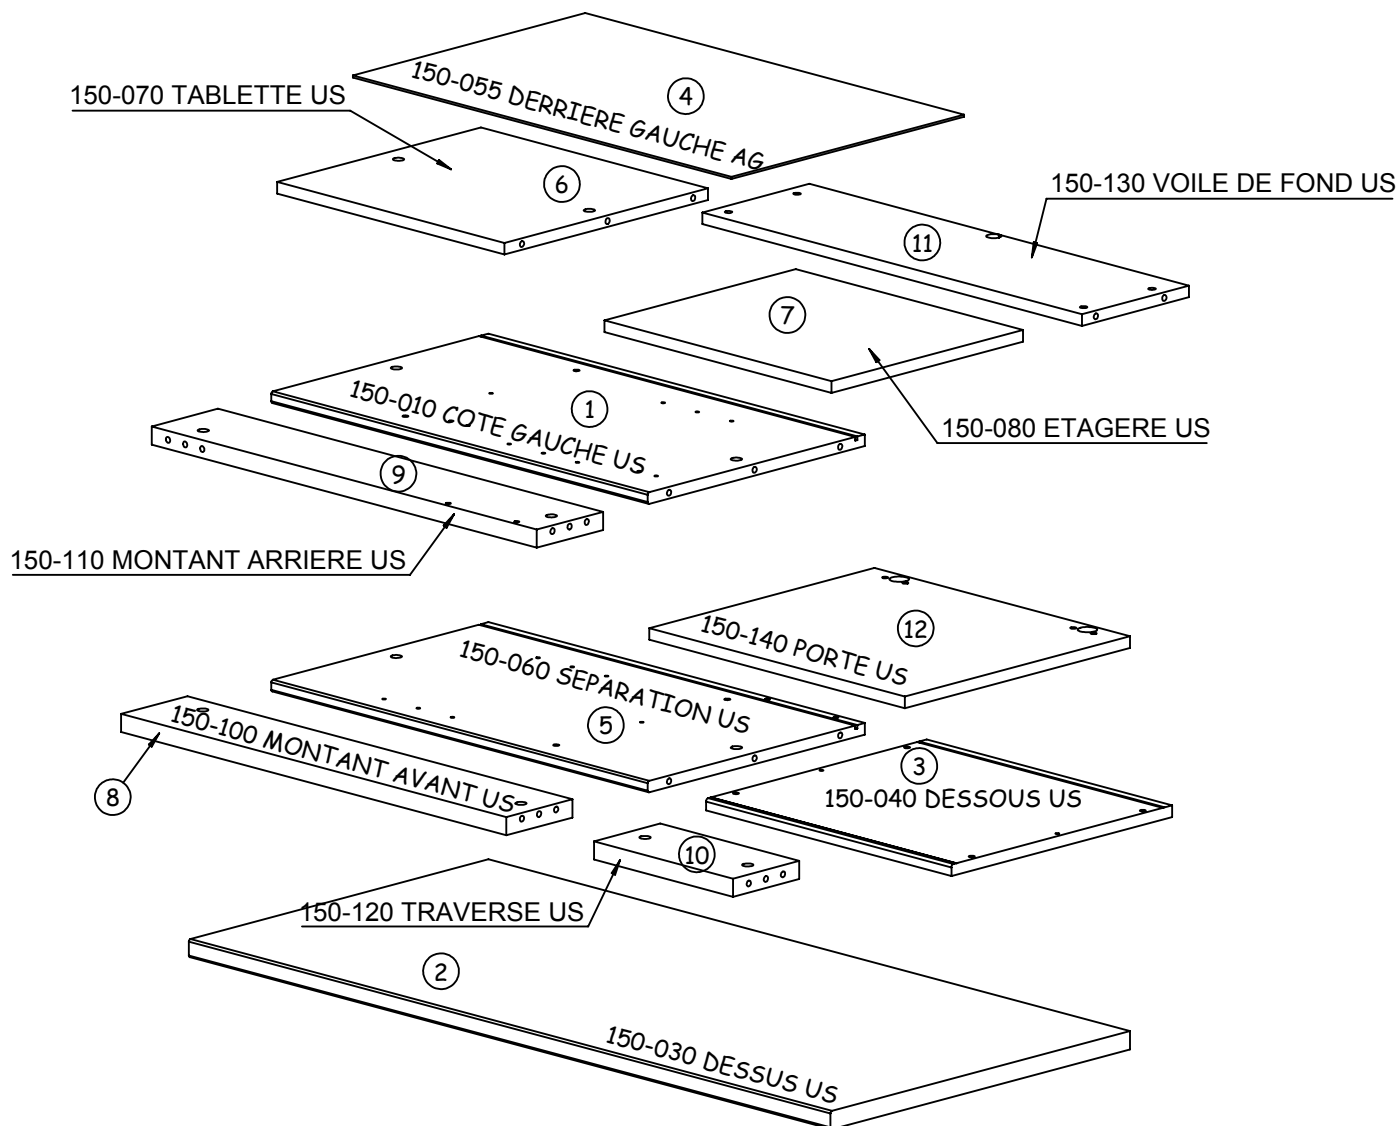 150-055 DERRIERE GAUCHE AG
4
150-070 TABLETTE US
6
150-130 VOILE DE FOND US
11
7
150-080 ETAGERE US
1
150-010 COTE GAUCHE US
9
150-110 MONTANT ARRIERE US
12
150-140 PORTE US
150-060 SEPARATION US
5
150-100 MONTANT AVANT US
8
3
150-040 DESSOUS US
10
150-120 TRAVERSE US
2
150-030 DESSUS US